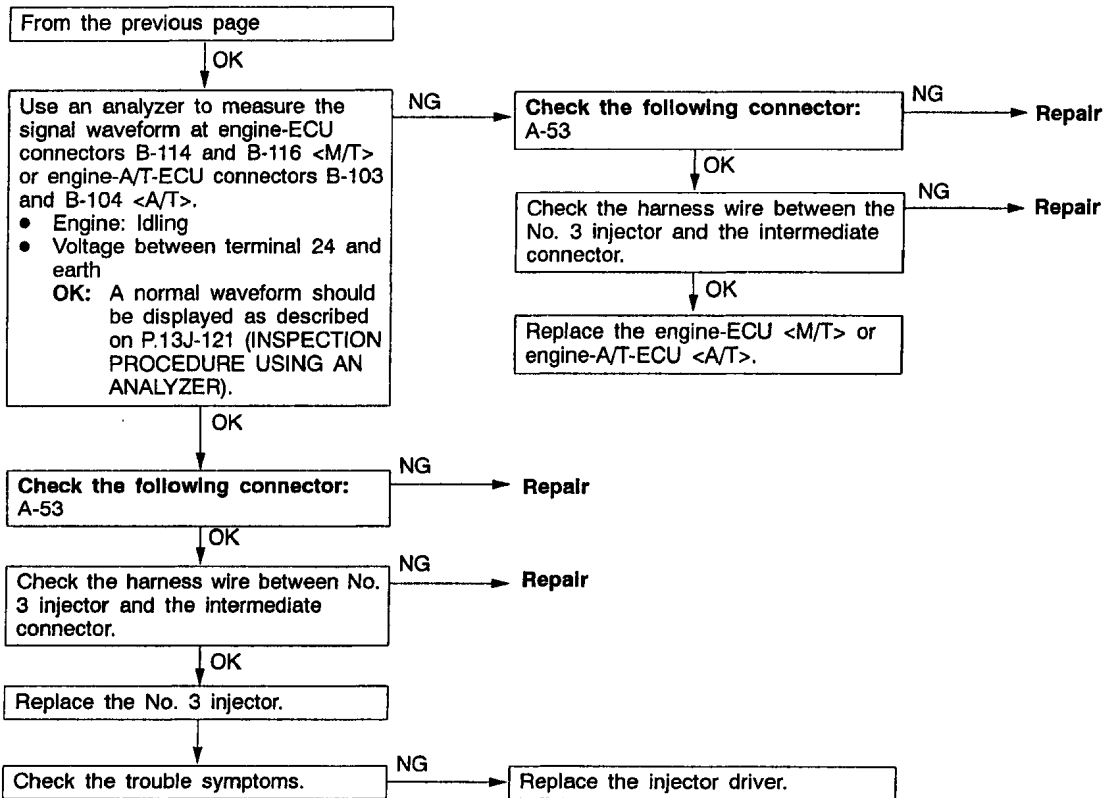 From the previous page
OK
Use an analyzer to measure the
signal waveform at engine-ECU
connectors B-114 and B-116 <M/T>
or engine-A/T-ECU connectors B-103
and B-104 <A/T>.
● Engine: Idling
● Voltage between terminal 24 and
earth
OK: A normal waveform should
be displayed as described
on P.13J-121 (INSPECTION
PROCEDURE USING AN
ANALYZER).
NG
Check the following connector:
A-53
NG
Repair
OK
Check the harness wire between the
No. 3 injector and the intermediate
connector.
NG
Repair
OK
Replace the engine-ECU <M/T> or
engine-A/T-ECU <A/T>.
OK
Check the following connector:
A-53
NG
Repair
OK
Check the harness wire between No.
3 injector and the intermediate
connector.
NG
Repair
OK
Replace the No. 3 injector.
Check the trouble symptoms.
NG
Replace the injector driver.